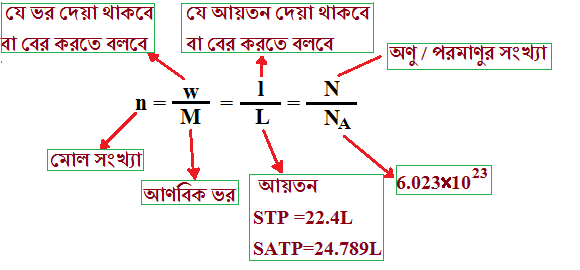 যে ভর দেয়া থাকবে
বা বের করতে বলবে
যে আয়তন দেয়া থাকবে
বা বের করতে বলবে
অণু / পরমাণুর সংখ্যা
n = w/M = l/L = N/N_A
মোল সংখ্যা
আণবিক ভর
আয়তন
STP =22.4L
SATP=24.789L
6.023×10^23